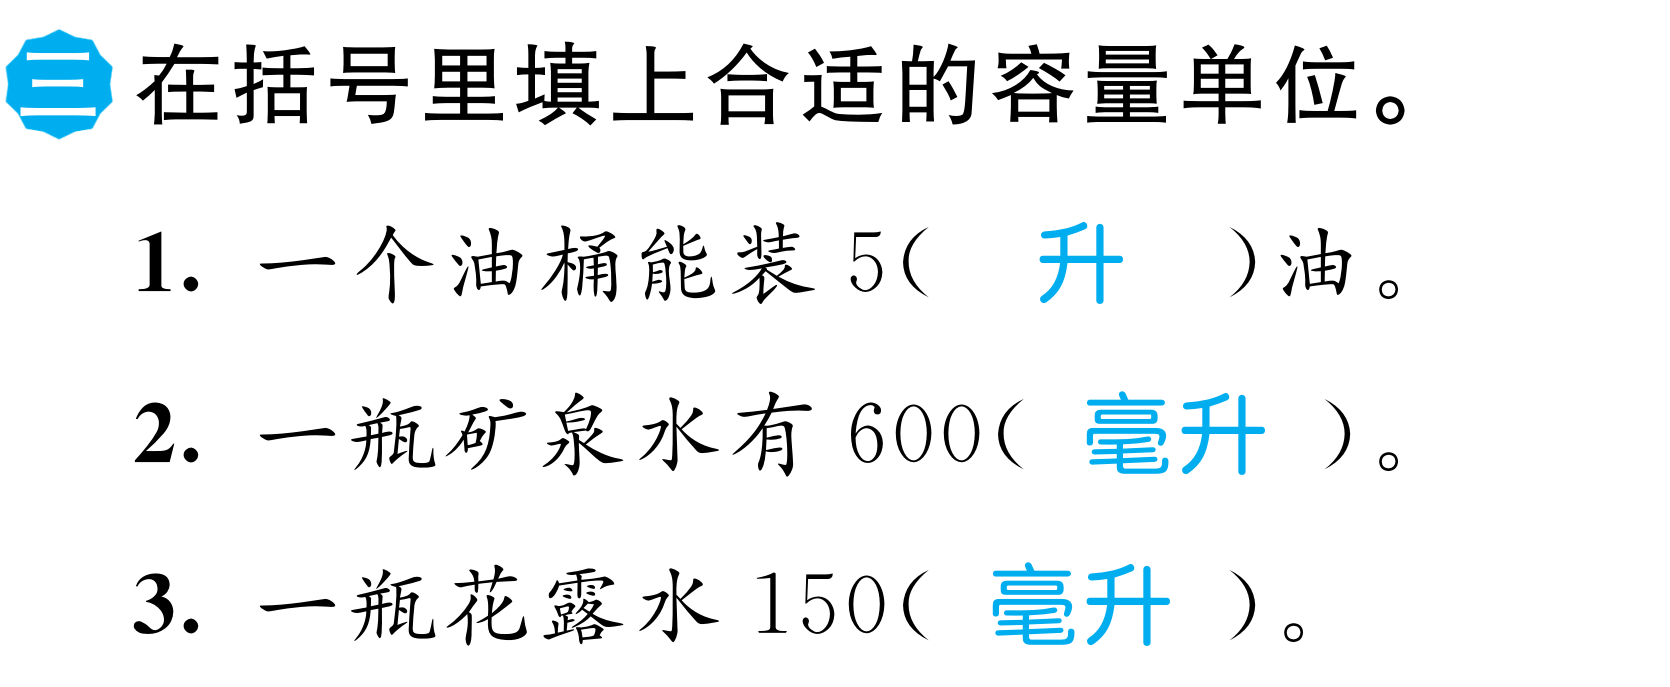 三 在括号里填上合适的容量单位。
1. 一个油桶能装 5( 升 )油。
2. 一瓶矿泉水有 600( 毫升 )。
3. 一瓶花露水 150( 毫升 )。